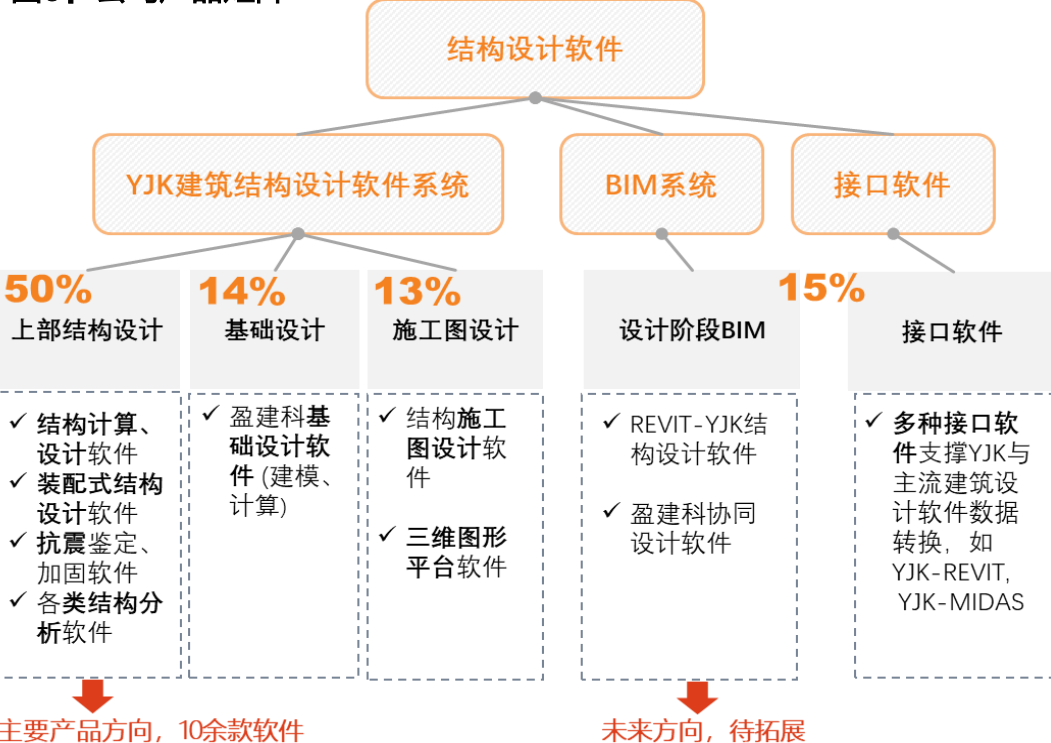 结构设计软件
YJK建筑结构设计软件系统
BIM系统
接口软件
50%
上部结构设计
14%
基础设计
13%
施工图设计
15%
设计阶段BIM
接口软件
✓ 结构计算、
设计软件
✓ 装配式结构
设计软件
✓ 抗震鉴定、
加固软件
✓ 各类结构分
析软件
✓ 盈建科基
础设计软
件 (建模、
计算)
✓ 结构施工
图设计软
件
✓ 三维图形
平台软件
✓ REVIT-YJK结
构设计软件
✓ 盈建科协同
设计软件
✓ 多种接口软
件支撑YJK与
主流建筑设
计软件数据
转换，如
YJK-REVIT,
YJK-MIDAS
主要产品方向，10余款软件
未来方向，待拓展